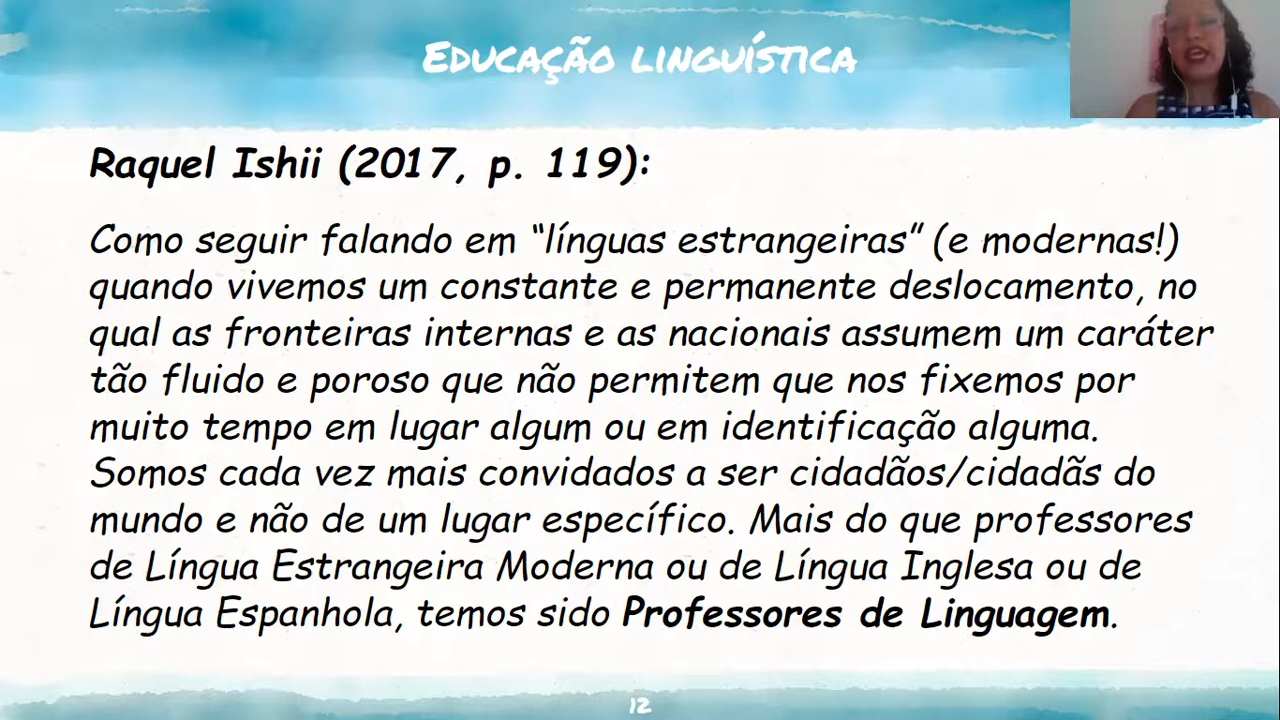 Educação linguística
Raquel Ishii (2017, p. 119):
Como seguir falando em “línguas estrangeiras” (e modernas!)
quando vivemos um constante e permanente deslocamento, no
qual as fronteiras internas e as nacionais assumem um caráter
tão fluido e poroso que não permitem que nos fixemos por
muito tempo em lugar algum ou em identificação alguma.
Somos cada vez mais convidados a ser cidadãos/cidadãs do
mundo e não de um lugar específico. Mais do que professores
de Língua Estrangeira Moderna ou de Língua Inglesa ou de
Língua Espanhola, temos sido Professores de Linguagem.
12